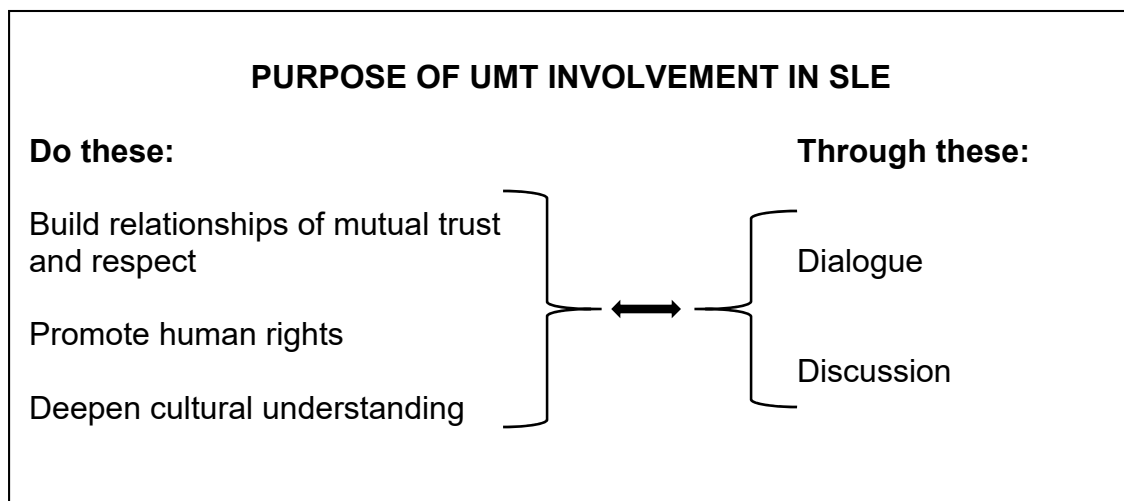 PURPOSE OF UMT INVOLVEMENT IN SLE
Do these:
Through these:
Build relationships of mutual trust
and respect
Promote human rights
Deepen cultural understanding
Dialogue
Discussion